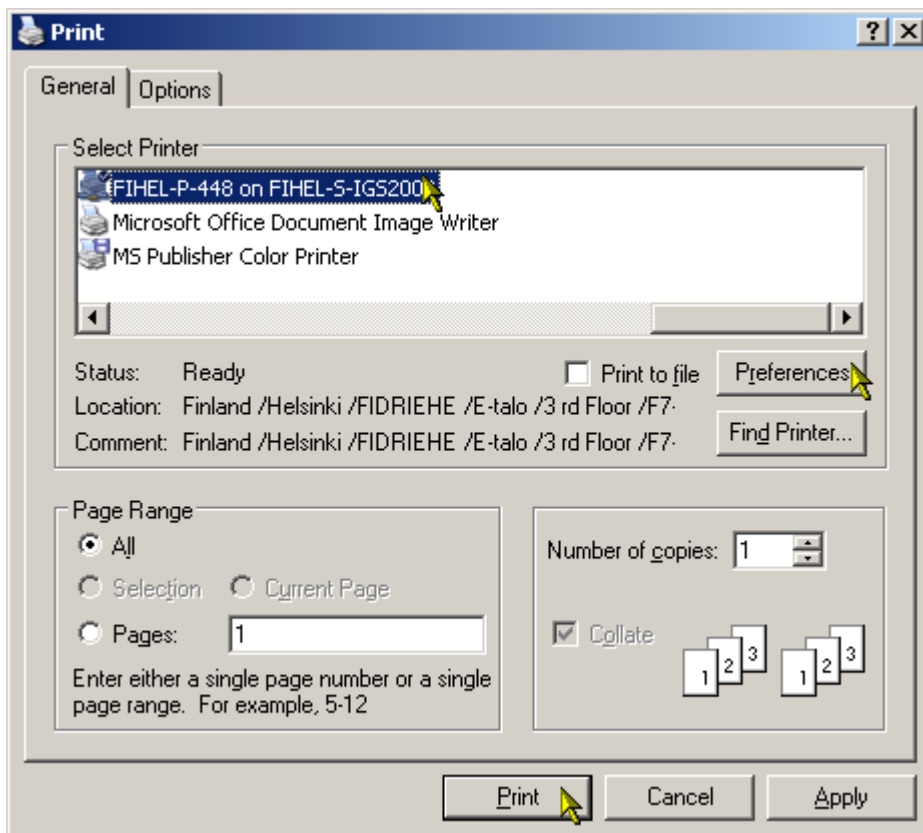 Print
General Options
Select Printer
FIHEL-P-448 on FIHEL-S-IGS200
Microsoft Office Document Image Writer
MS Publisher Color Printer
Status: Ready Print to file Preferences
Location: Finland /Helsinki /FIDRIEHE /E-talo /3 rd Floor /F7-
Comment: Finland /Helsinki /FIDRIEHE /E-talo /3 rd Floor /F7- Find Printer...
Page Range
All
Number of copies: 1
Selection Current Page
Pages: 1
Collate
1 2 3 1 2 3
Enter either a single page number or a single
page range. For example, 5-12
Print Cancel Apply